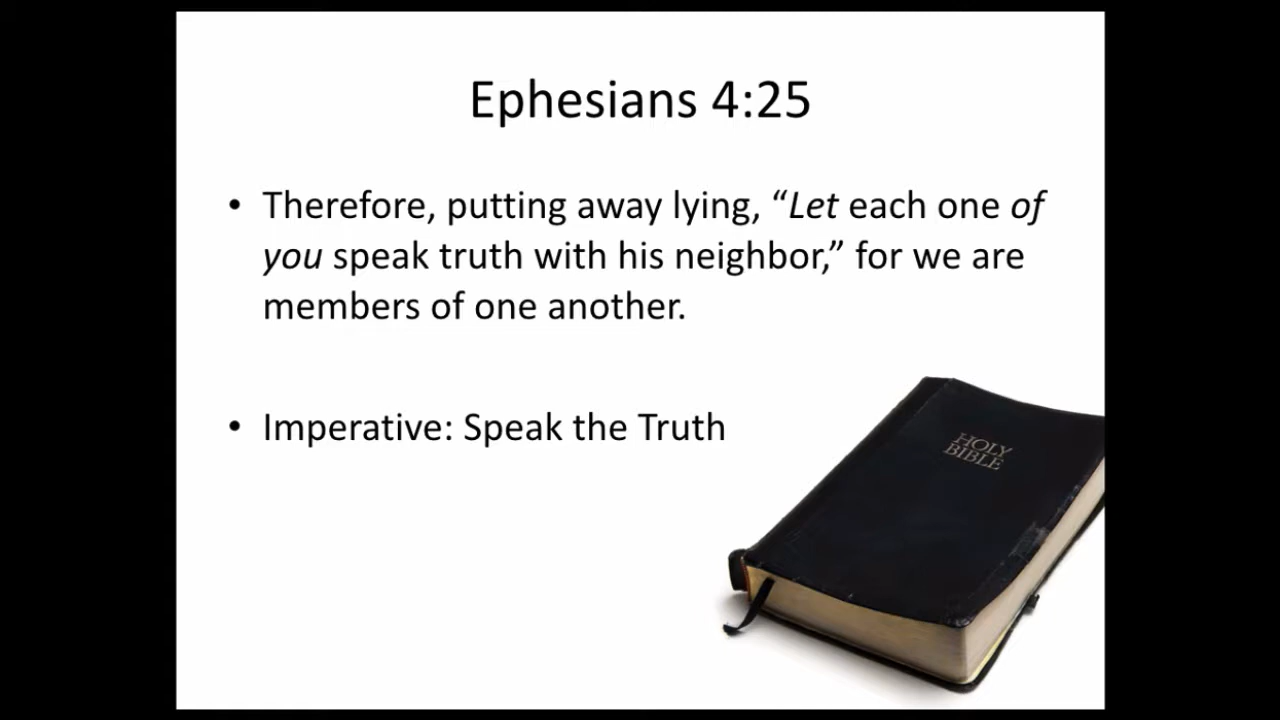 Ephesians 4:25
• Therefore, putting away lying, “Let each one of
you speak truth with his neighbor,” for we are
members of one another.
• Imperative: Speak the Truth
HOLY
BIBLE